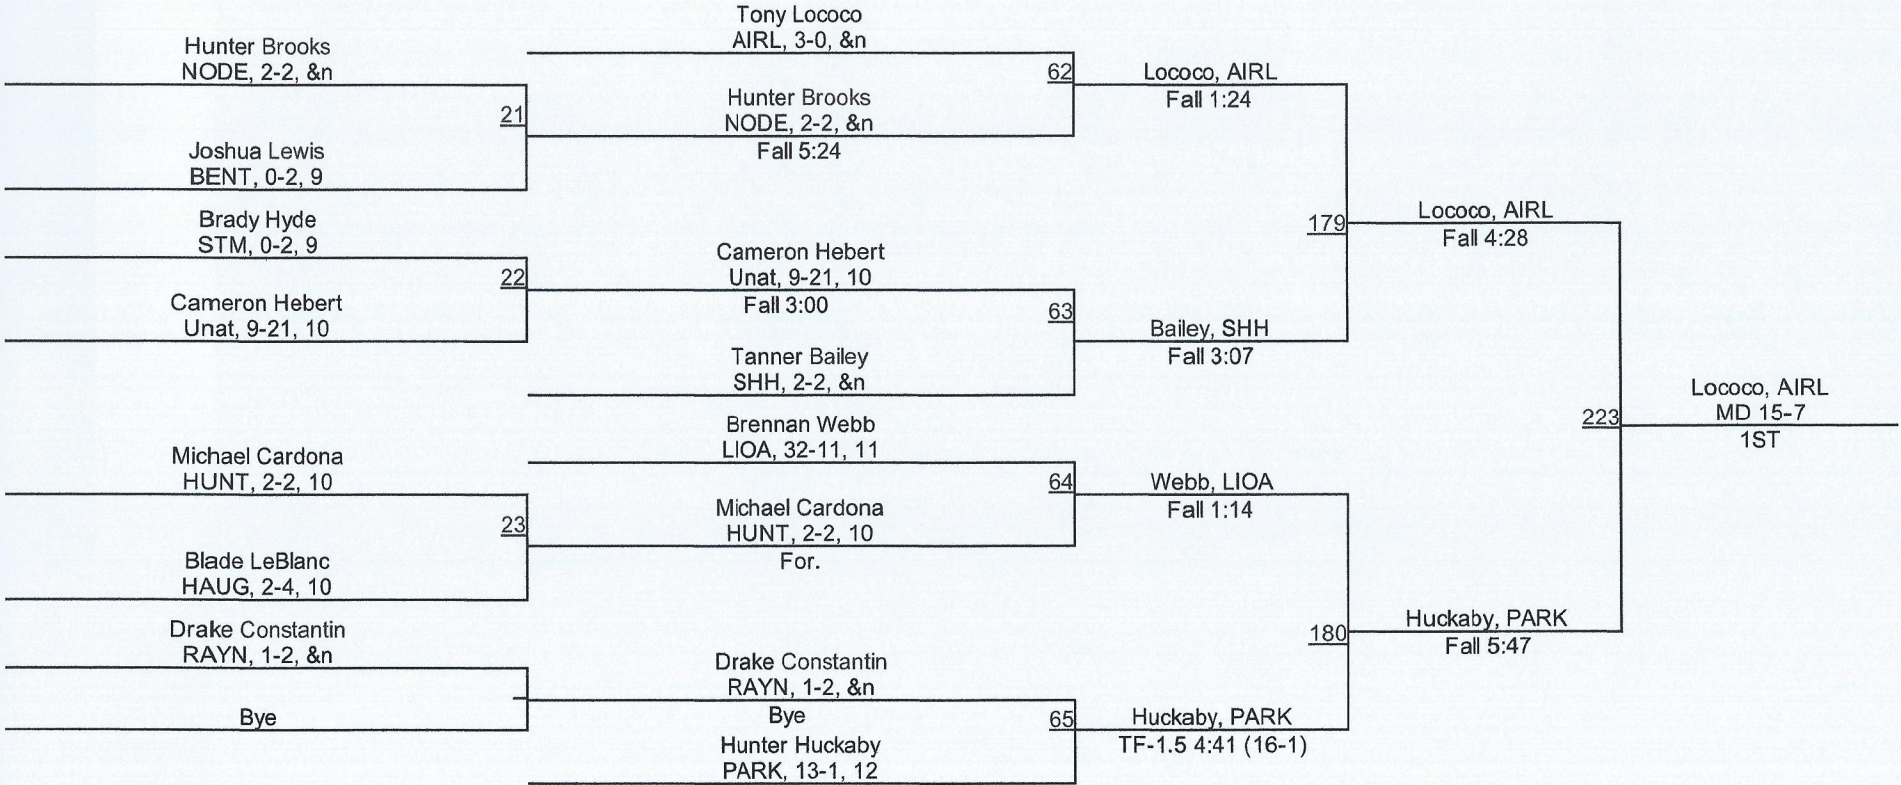 Hunter Brooks
NODE, 2-2, &n
21
Joshua Lewis
BENT, 0-2, 9
Brady Hyde
STM, 0-2, 9
22
Cameron Hebert
Unat, 9-21, 10
Michael Cardona
HUNT, 2-2, 10
23
Blade LeBlanc
HAUG, 2-4, 10
Drake Constantin
RAYN, 1-2, &n
Bye
Tony Lococo
AIRL, 3-0, &n
62
Hunter Brooks
NODE, 2-2, &n
Fall 5:24
Cameron Hebert
Unat, 9-21, 10
Fall 3:00
63
Tanner Bailey
SHH, 2-2, &n
Brennan Webb
LIOA, 32-11, 11
64
Michael Cardona
HUNT, 2-2, 10
For.
Drake Constantin
RAYN, 1-2, &n
Bye
65
Hunter Huckaby
PARK, 13-1, 12
Lococo, AIRL
Fall 1:24
179
Bailey, SHH
Fall 3:07
Webb, LIOA
Fall 1:14
180
Huckaby, PARK
TF-1.5 4:41 (16-1)
Lococo, AIRL
Fall 4:28
223
Huckaby, PARK
Fall 5:47
Lococo, AIRL
MD 15-7
1ST